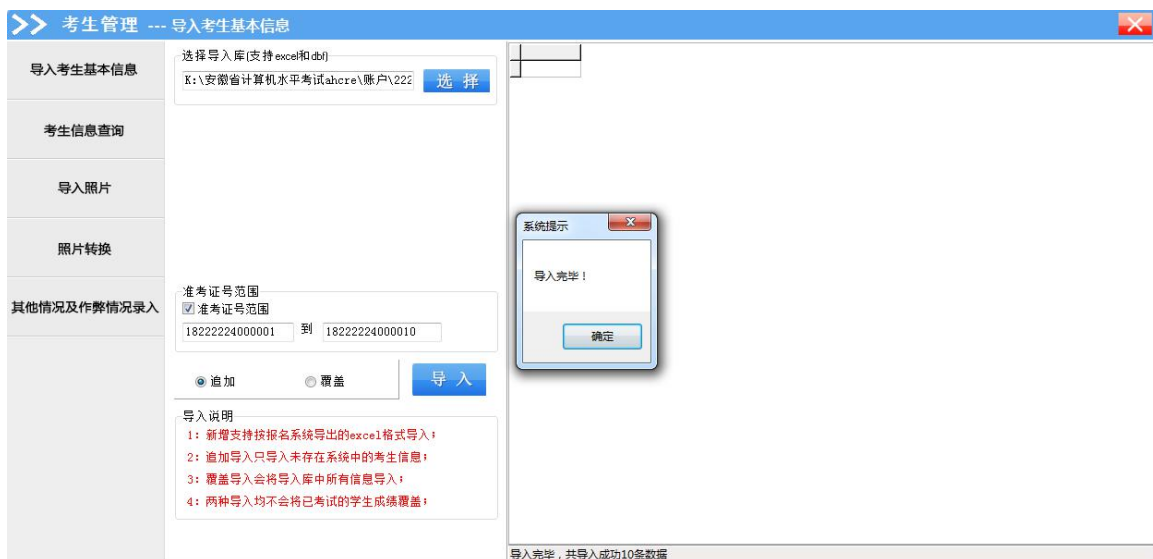 >> 考生管理 --- 导入考生基本信息
导入考生基本信息
考生信息查询
导入照片
照片转换
其他情况及作弊情况录入
选择导入库(支持excel和dbf)
K:\安徽省计算机水平考试ahcre\账户\222
选 择
准考证号范围
准考证号范围
18222224000001 到 18222224000010
追加 覆盖 导 入
导入说明
1: 新增支持按报名系统导出的excel格式导入;
2: 追加导入只导入未存在系统中的考生信息;
3: 覆盖导入会将导入库中所有信息导入;
4: 两种导入均不会将已考试的学生成绩覆盖;
系统提示
导入完毕!
确定
导入完毕，共导入成功10条数据